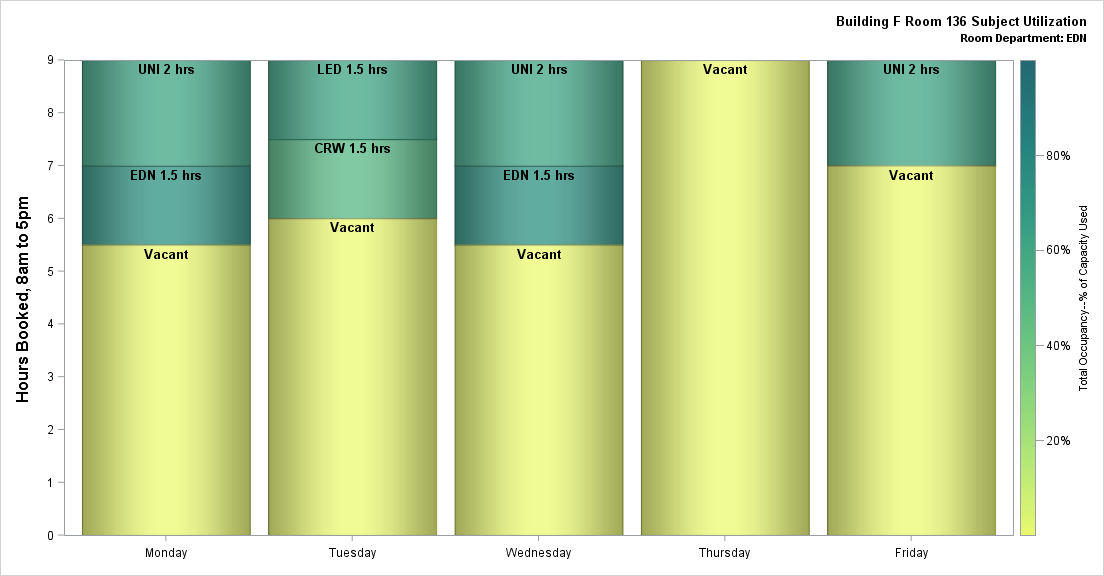 Building F Room 136 Subject Utilization
Room Department: EDN
Hours Booked, 8am to 5pm
9
8
7
6
5
4
3
2
1
0
UNI 2 hrs
EDN 1.5 hrs
Vacant
LED 1.5 hrs
CRW 1.5 hrs
Vacant
UNI 2 hrs
EDN 1.5 hrs
Vacant
Vacant
UNI 2 hrs
Vacant
Monday
Tuesday
Wednesday
Thursday
Friday
80%
60%
40%
20%
Total Occupancy--% of Capacity Used